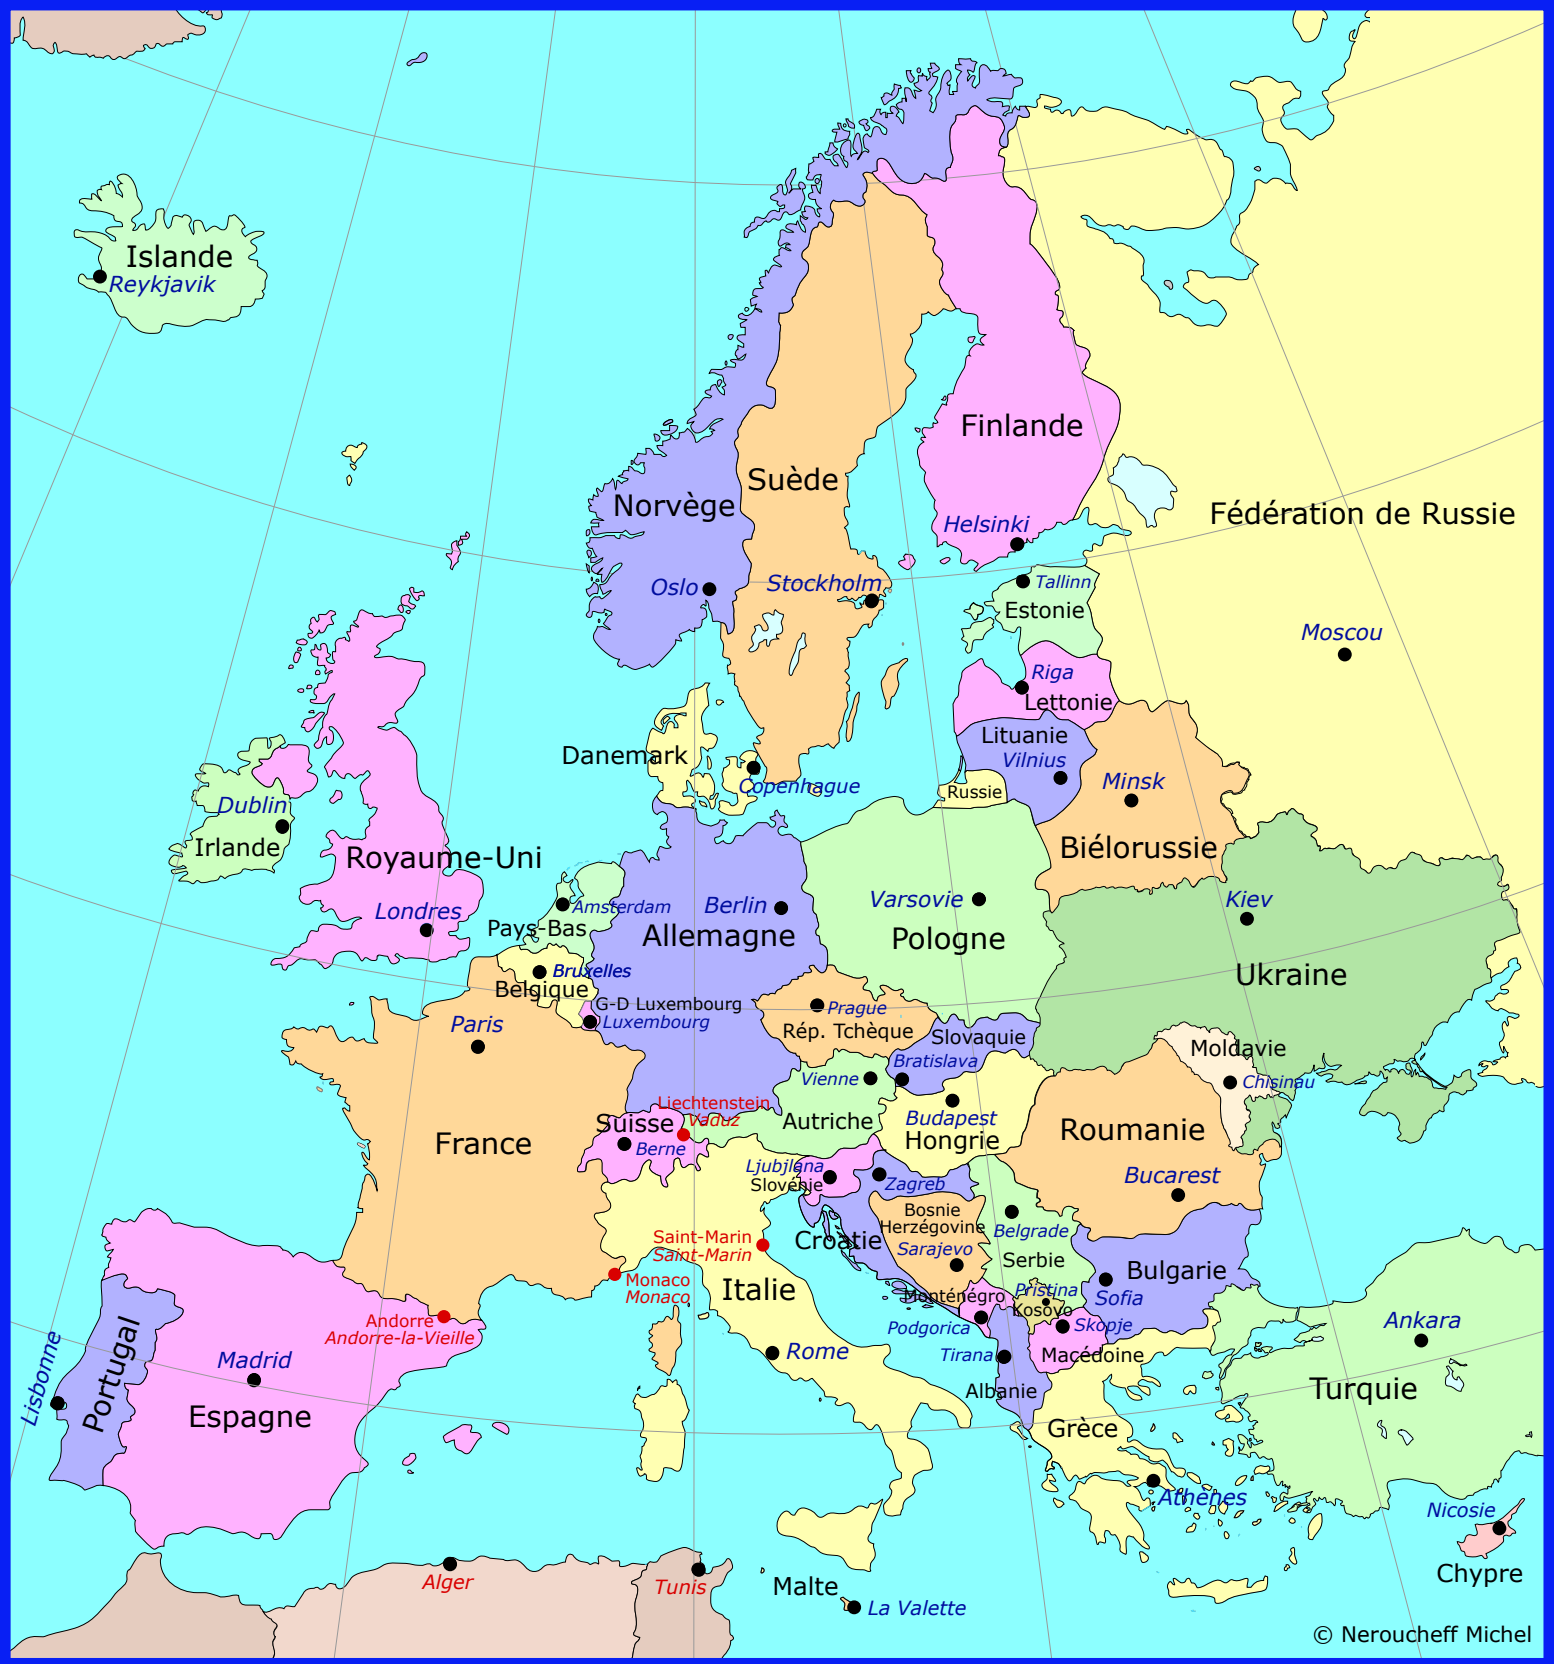 Islande
Reykjavik
Finlande
Suède
Norvège
Fédération de Russie
Helsinki
Oslo
Stockholm
Tallinn
Estonie
Moscou
Riga
Lettonie
Lituanie
Vilnius
Danemark
Copenhague
Russie
Minsk
Biélorussie
Dublin
Irlande
Royaume-Uni
Londres
Amsterdam
Pays-Bas
Berlin
Allemagne
Varsovie
Pologne
Kiev
Ukraine
Bruxelles
Belgique
G-D Luxembourg
Luxembourg
Paris
Prague
Rép. Tchèque
Slovaquie
Bratislava
Moldavie
Chisinau
Vienne
Autriche
Budapest
Hongrie
Liechtenstein
Vaduz
Suisse
Berne
France
Roumanie
Bucarest
Ljubjlana
Slovénie
Zagreb
Bosnie
Herzégovine
Sarajevo
Belgrade
Serbie
Croatie
Saint-Marin
Saint-Marin
Monaco
Monaco
Italie
Bulgarie
Sofia
Pristina
Kosovo
Monténégro
Podgorica
Skopje
Macédoine
Tirana
Albanie
Andorre
Andorre-la-Vieille
Lisbonne
Portugal
Madrid
Espagne
Rome
Ankara
Turquie
Grèce
Athènes
Nicosie
Chypre
Alger
Tunis
Malte
La Valette
© Neroucheff Michel